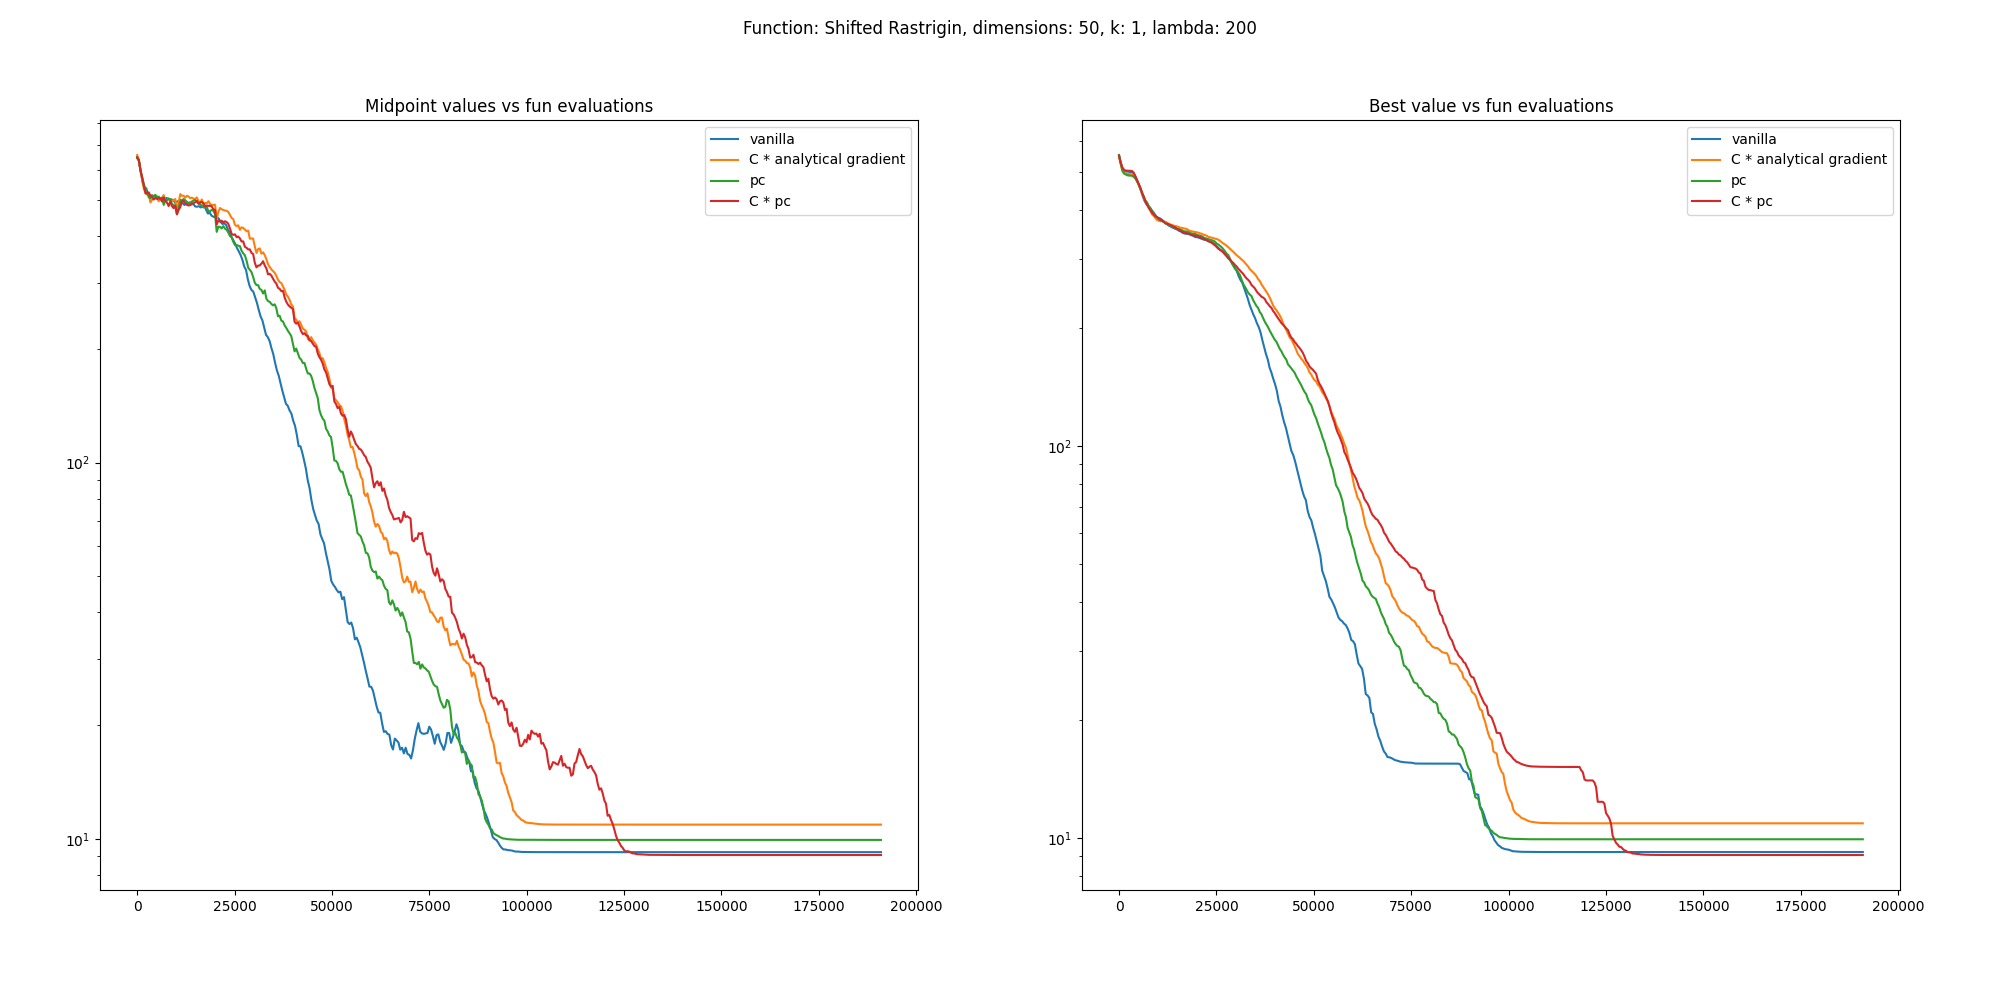 Function: Shifted Rastrigin, dimensions: 50, k: 1, lambda: 200
Midpoint values vs fun evaluations
vanilla
C * analytical gradient
pc
C * pc
10²
10¹
0 25000 50000 75000 100000 125000 150000 175000 200000
Best value vs fun evaluations
vanilla
C * analytical gradient
pc
C * pc
10²
10¹
0 25000 50000 75000 100000 125000 150000 175000 200000